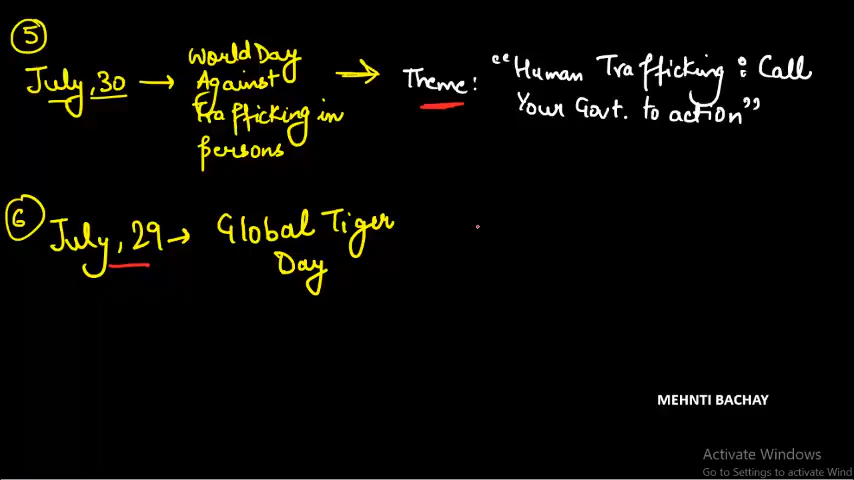 5
July, 30 → World Day → Theme: "Human Trafficking : Call
Against Your Govt. to action"
Trafficking in
persons
6
July, 29 → Global Tiger
Day
MEHNTI BACHAY
Activate Windows
Go to Settings to activate Wind